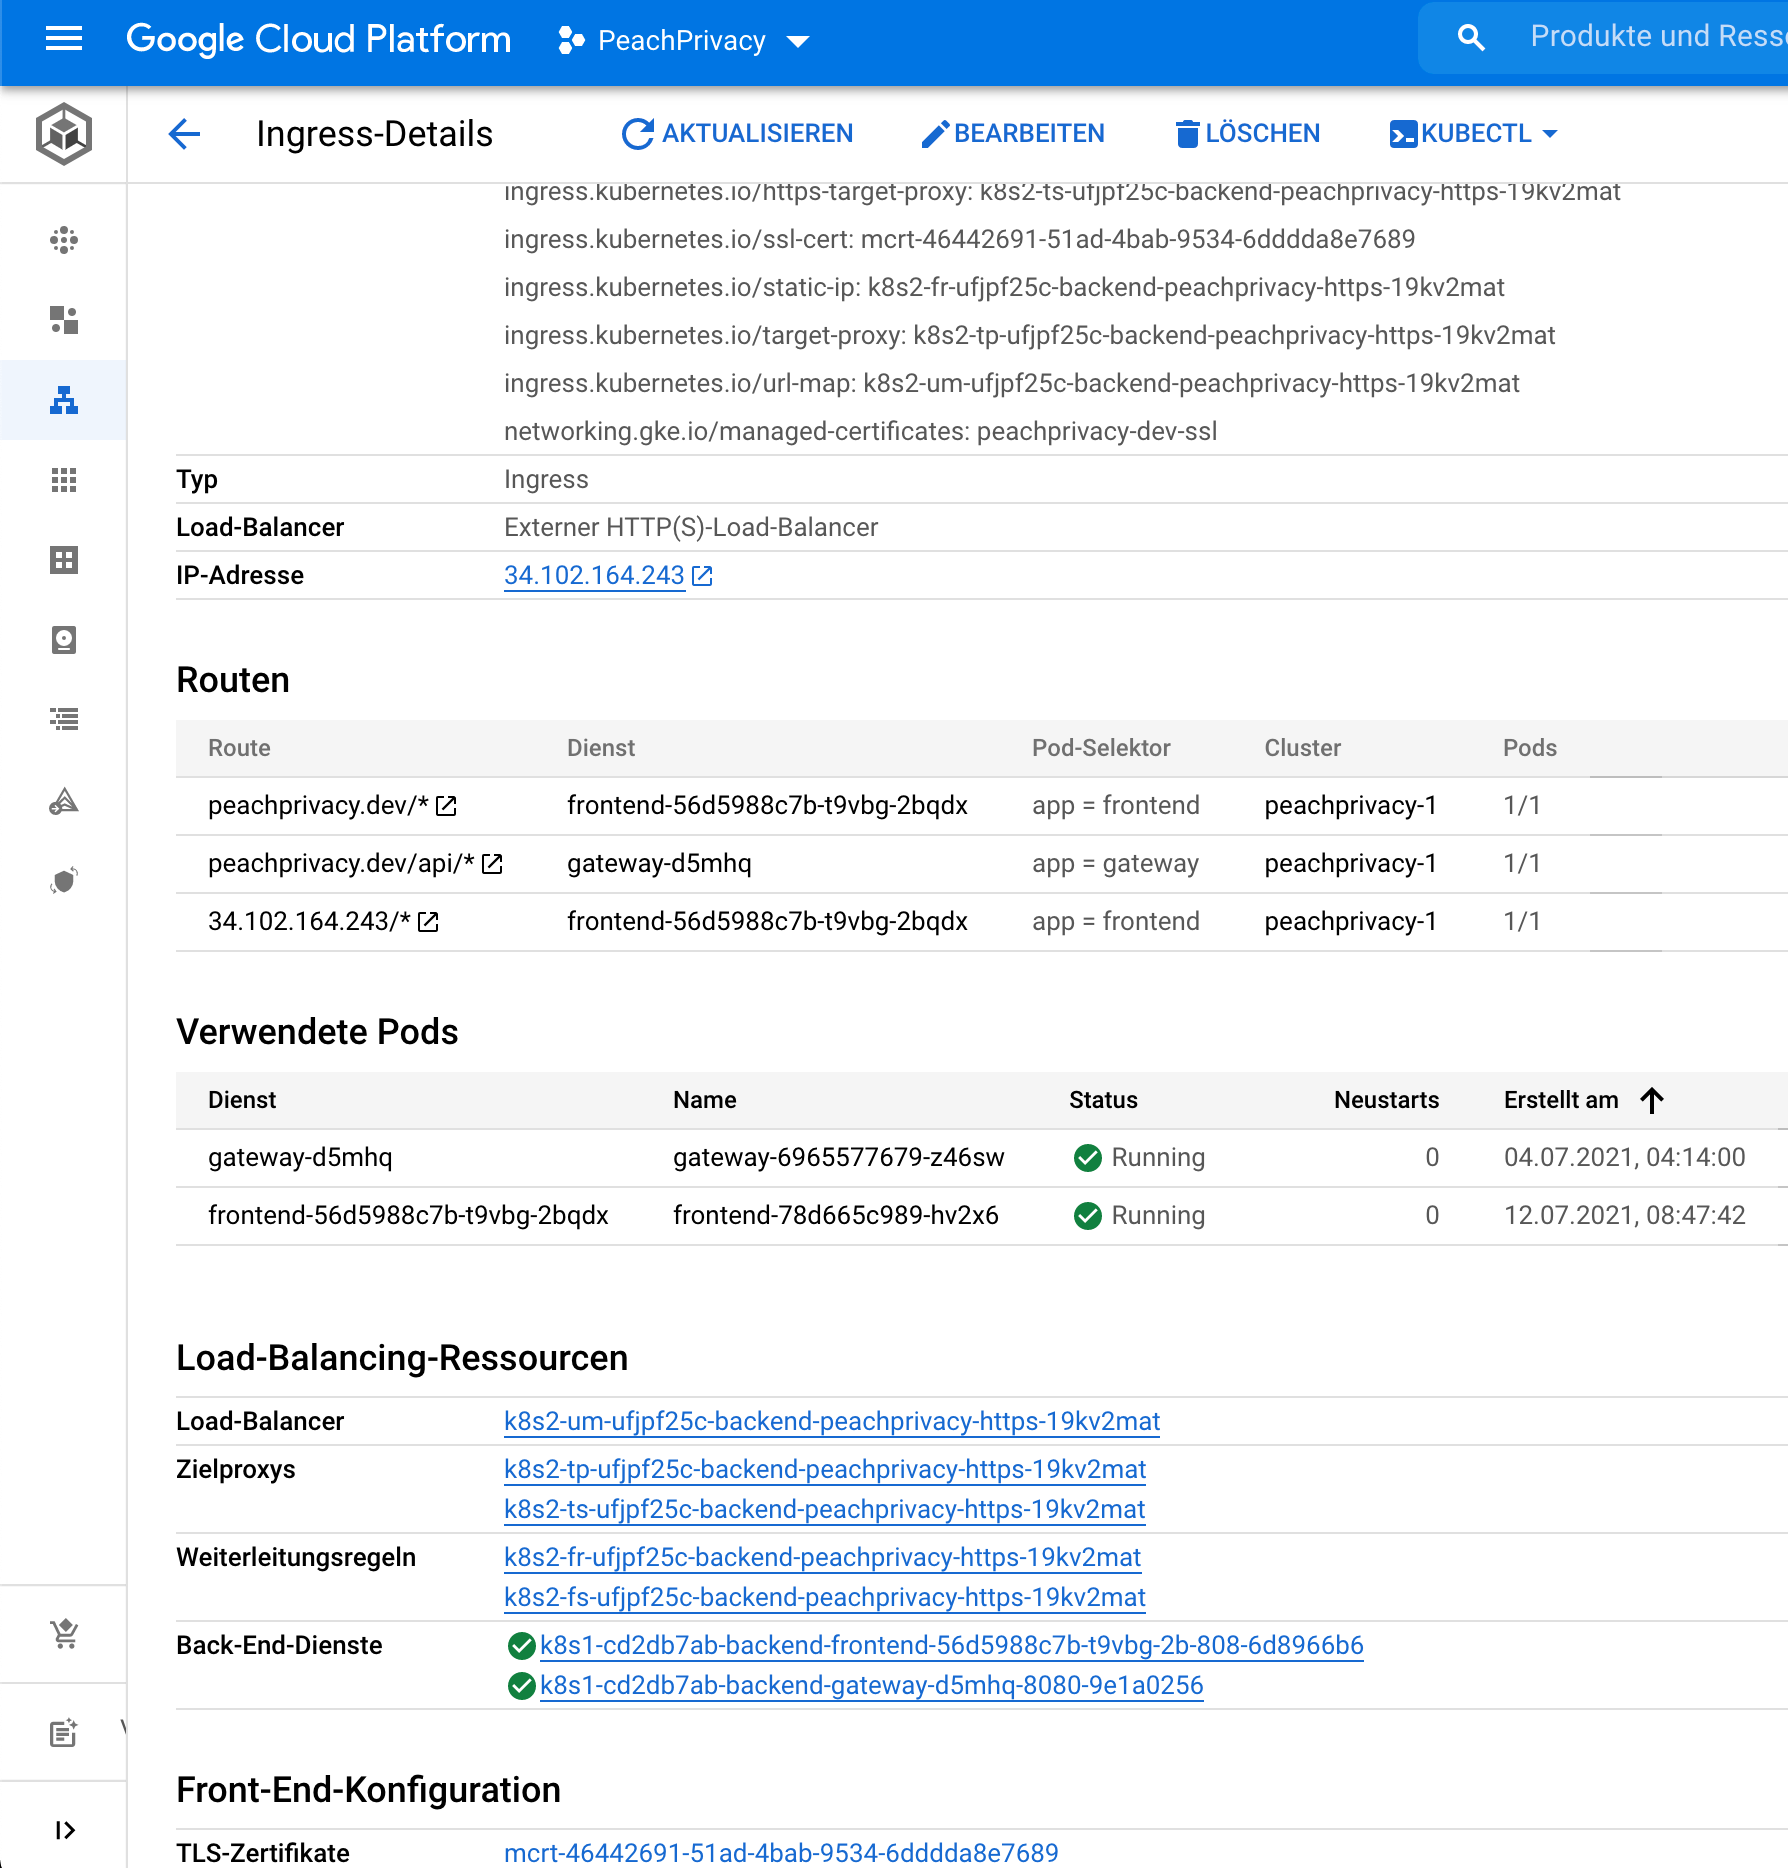 Google Cloud Platform PeachPrivacy Produkte und Resso
Ingress-Details AKTUALISIEREN BEARBEITEN LÖSCHEN KUBECTL
ingress.kubernetes.io/https-target-proxy: k8s2-ts-ufjpf25c-backend-peachprivacy-https-19kv2mat
ingress.kubernetes.io/ssl-cert: mcrt-46442691-51ad-4bab-9534-6dddda8e7689
ingress.kubernetes.io/static-ip: k8s2-fr-ufjpf25c-backend-peachprivacy-https-19kv2mat
ingress.kubernetes.io/target-proxy: k8s2-tp-ufjpf25c-backend-peachprivacy-https-19kv2mat
ingress.kubernetes.io/url-map: k8s2-um-ufjpf25c-backend-peachprivacy-https-19kv2mat
networking.gke.io/managed-certificates: peachprivacy-dev-ssl
Typ Ingress
Load-Balancer Externer HTTP(S)-Load-Balancer
IP-Adresse 34.102.164.243
Routen
Route Dienst Pod-Selektor Cluster Pods
peachprivacy.dev/* frontend-56d5988c7b-t9vbg-2bqdx app = frontend peachprivacy-1 1/1
peachprivacy.dev/api/* gateway-d5mhq app = gateway peachprivacy-1 1/1
34.102.164.243/* frontend-56d5988c7b-t9vbg-2bqdx app = frontend peachprivacy-1 1/1
Verwendete Pods
Dienst Name Status Neustarts Erstellt am
gateway-d5mhq gateway-6965577679-z46sw Running 0 04.07.2021, 04:14:00
frontend-56d5988c7b-t9vbg-2bqdx frontend-78d665c989-hv2x6 Running 0 12.07.2021, 08:47:42
Load-Balancing-Ressourcen
Load-Balancer k8s2-um-ufjpf25c-backend-peachprivacy-https-19kv2mat
Zielproxys k8s2-tp-ufjpf25c-backend-peachprivacy-https-19kv2mat
k8s2-ts-ufjpf25c-backend-peachprivacy-https-19kv2mat
Weiterleitungsregeln k8s2-fr-ufjpf25c-backend-peachprivacy-https-19kv2mat
k8s2-fs-ufjpf25c-backend-peachprivacy-https-19kv2mat
Back-End-Dienste k8s1-cd2db7ab-backend-frontend-56d5988c7b-t9vbg-2b-808-6d8966b6
k8s1-cd2db7ab-backend-gateway-d5mhq-8080-9e1a0256
Front-End-Konfiguration
TLS-Zertifikate mcrt-46442691-51ad-4bab-9534-6dddda8e7689